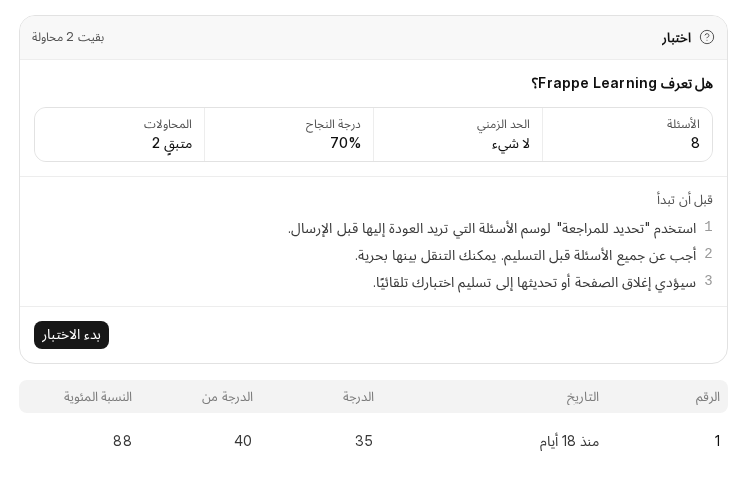 اختبار
بقيت 2 محاولة
هل تعرف Frappe Learning؟
الأسئلة
8
الحد الزمني
لا شيء
درجة النجاح
70%
المحاولات
2 متبقٍ
قبل أن تبدأ
1 استخدم "تحديد للمراجعة" لوسم الأسئلة التي تريد العودة إليها قبل الإرسال.
2 أجب عن جميع الأسئلة قبل التسليم. يمكنك التنقل بينها بحرية.
3 سيؤدي إغلاق الصفحة أو تحديثها إلى تسليم اختبارك تلقائيًا.
بدء الاختبار
الرقم التاريخ الدرجة الدرجة من النسبة المئوية
1 منذ 18 أيام 35 40 88